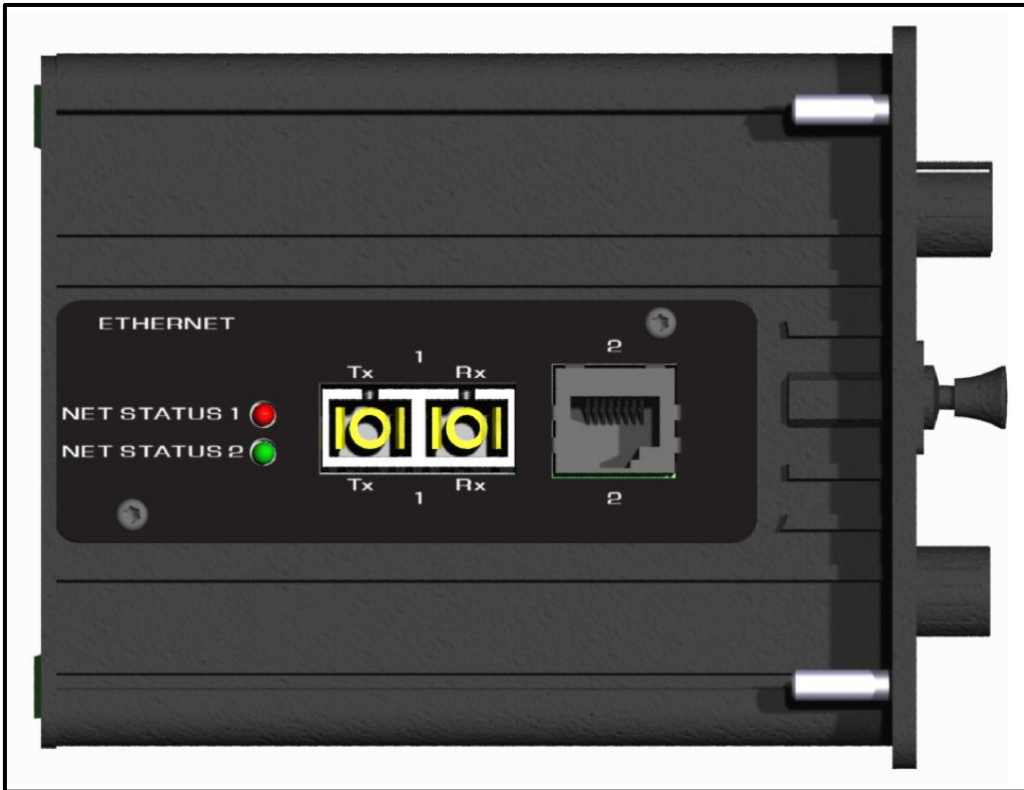 ETHERNET
1
2
Tx Rx
NET STATUS 1
NET STATUS 2
Tx Rx
1
2